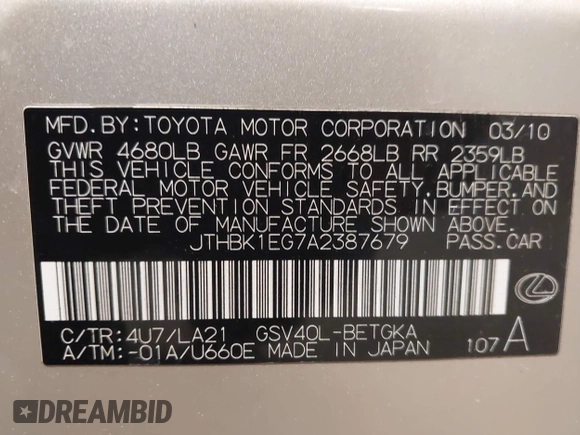 MFD.BY:TOYOTA MOTOR CORPORATION 03/10
GVWR 4680LB GAWR FR 2668LB RR 2359LB
THIS VEHICLE CONFORMS TO ALL APPLICABLE
FEDERAL MOTOR VEHICLE SAFETY,BUMPER,AND
THEFT PREVENTION STANDARDS IN EFFECT ON
THE DATE OF MANUFACTURE SHOWN ABOVE.
JTHBK1EG7A2387679 PASS.CAR
C/TR:4U7/LA21 GSV40L-BETGKA
A/TM:-01A/U660E MADE IN JAPAN 107 A
DREAMBID